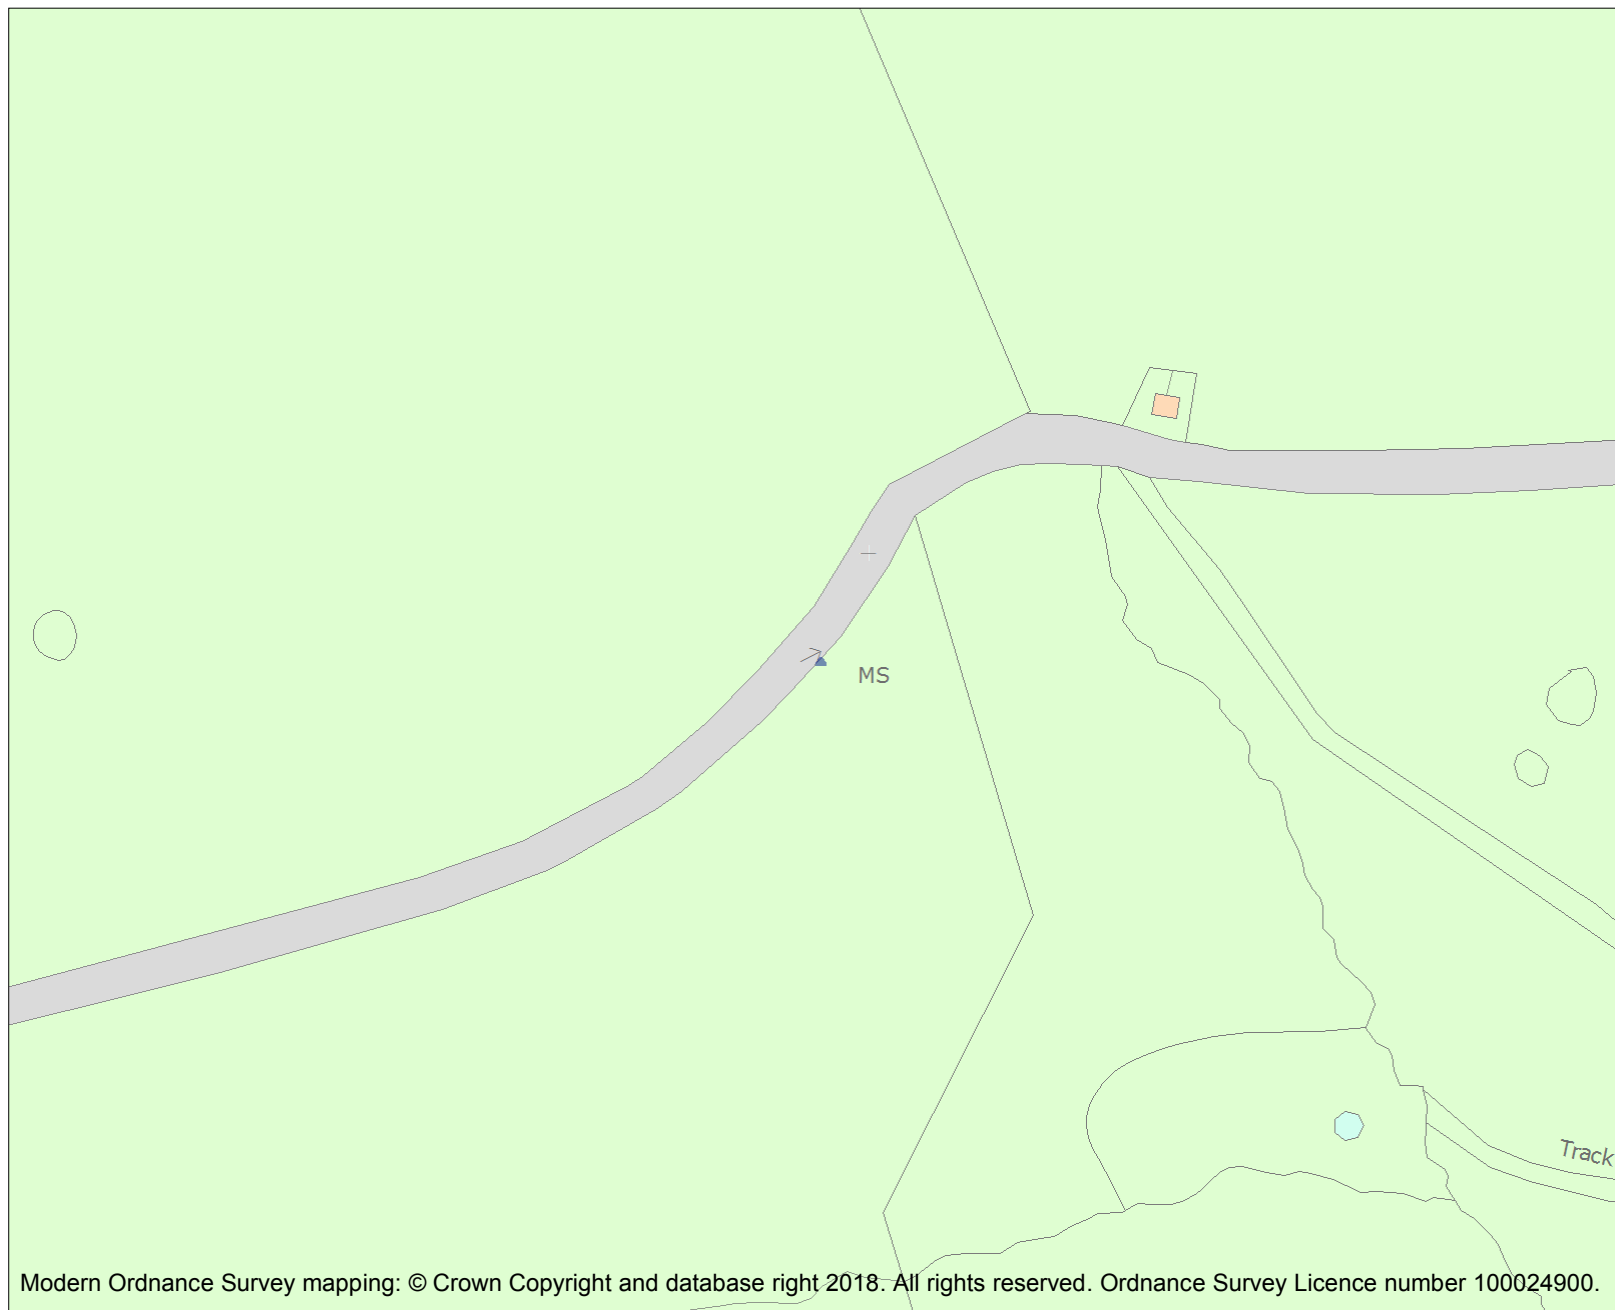 MS
Track
Modern Ordnance Survey mapping: © Crown Copyright and database right 2018. All rights reserved. Ordnance Survey Licence number 100024900.